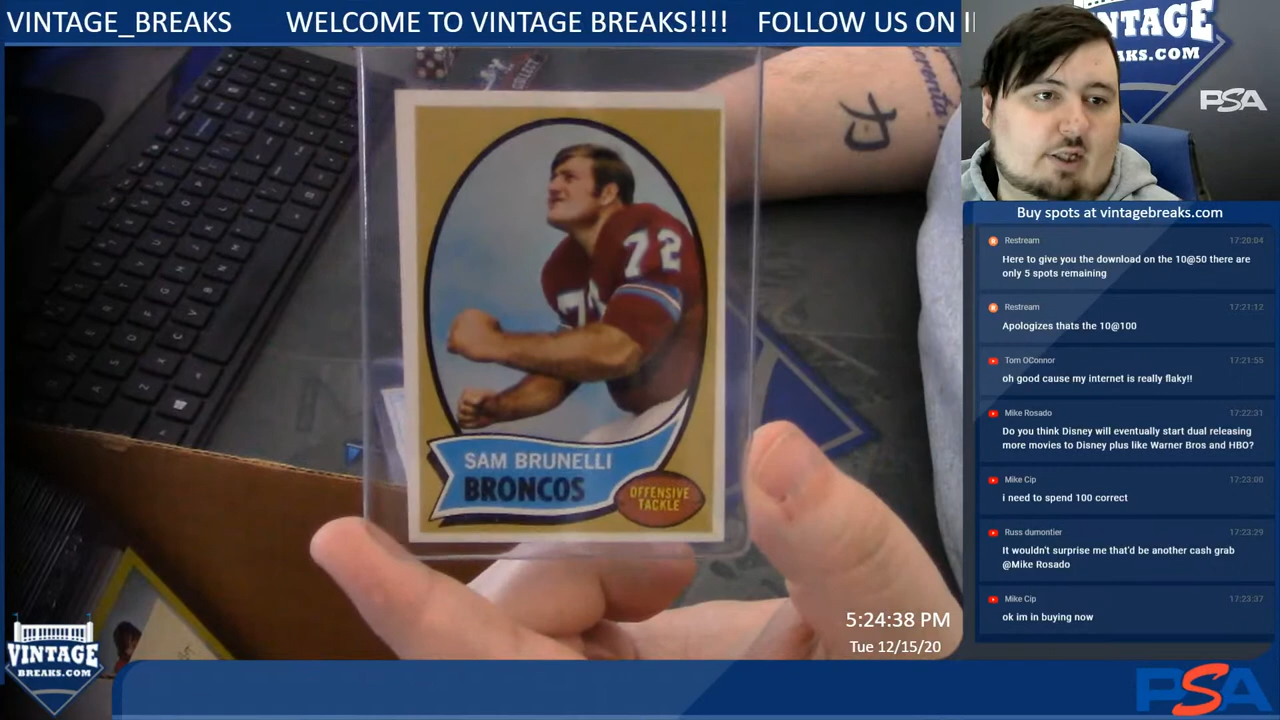 VINTAGE_BREAKS
WELCOME TO VINTAGE BREAKS!!!!
FOLLOW US ON
COLLECT
力
72
SAM BRUNELLI
BRONCOS
OFFENSIVE
TACKLE
5:24:38 PM
Tue 12/15/20
VINTAGE
BREAKS.COM
PSA
Buy spots at vintagebreaks.com
Restream 17:20:04
Here to give you the download on the 10@50 there are
only 5 spots remaining
Restream 17:21:12
Apologizes thats the 10@100
Tom OConnor 17:21:55
oh good cause my internet is really flaky!!
Mike Rosado 17:22:31
Do you think Disney will eventually start dual releasing
more movies to Disney plus like Warner Bros and HBO?
Mike Cip 17:23:00
i need to spend 100 correct
Russ dumontier 17:23:29
It wouldn't surprise me that'd be another cash grab
@Mike Rosado
Mike Cip 17:23:37
ok im in buying now
PSA